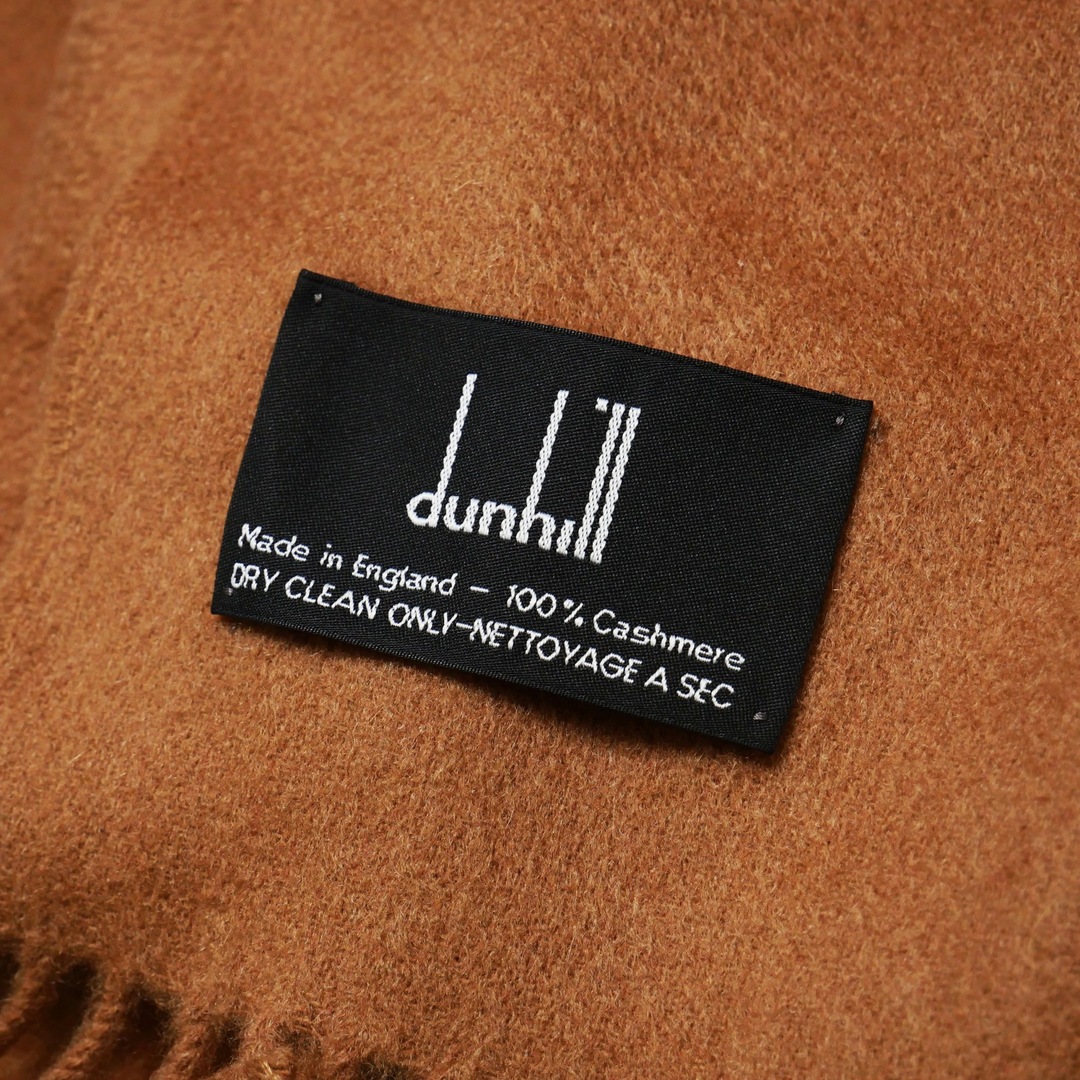 dunhill
Made in England – 100% Cashmere
DRY CLEAN ONLY–NETTOYAGE A SEC